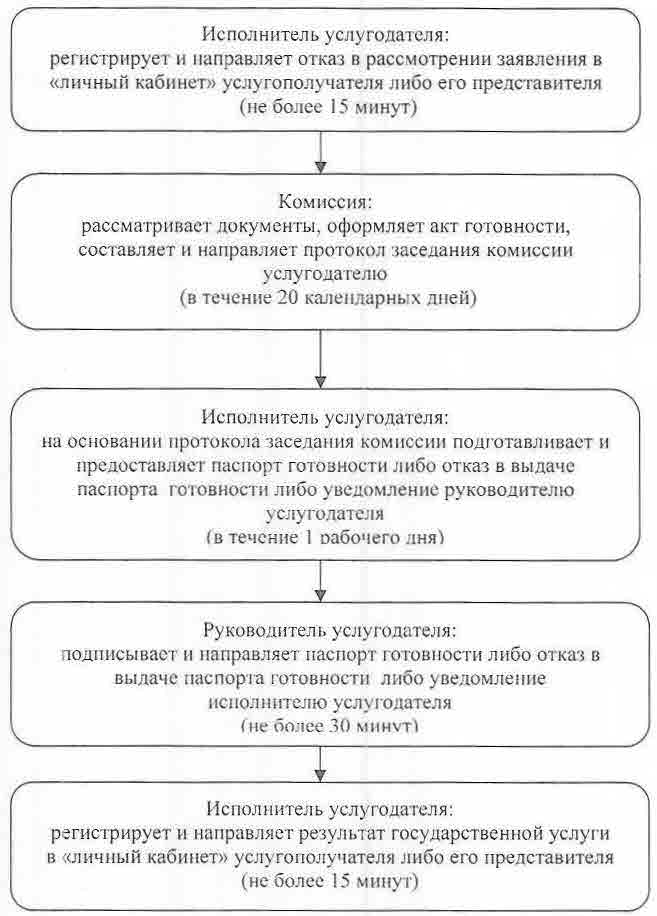 Исполнитель услугодателя:
регистрирует и направляет отказ в рассмотрении заявления в
«личный кабинет» услугополучателя либо его представителя
(не более 15 минут)
Комиссия:
рассматривает документы, оформляет акт готовности,
составляет и направляет протокол заседания комиссии
услугодателю
(в течение 20 календарных дней)
Исполнитель услугодателя:
на основании протокола заседания комиссии подготавливает и
предоставляет паспорт готовности либо отказ в выдаче
паспорта готовности либо уведомление руководителю
услугодателя
(в течение 1 рабочего дня)
Руководитель услугодателя:
подписывает и направляет паспорт готовности либо отказ в
выдаче паспорта готовности либо уведомление
исполнителю услугодателя
(не более 30 минут)
Исполнитель услугодателя:
регистрирует и направляет результат государственной услуги
в «личный кабинет» услугополучателя либо его представителя
(не более 15 минут)